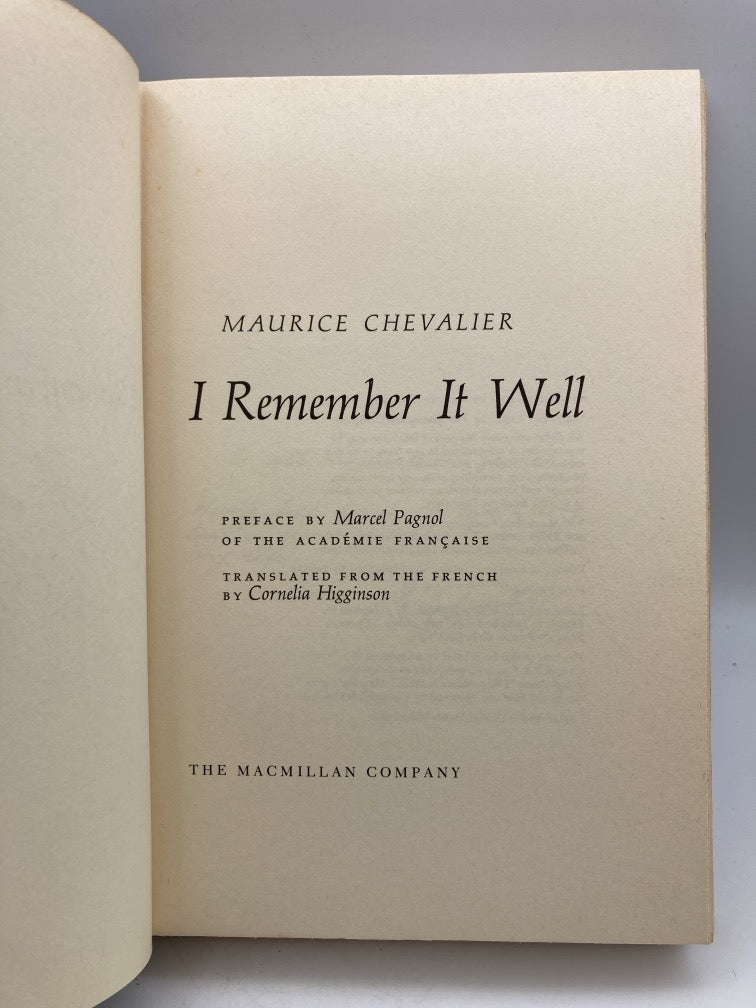 MAURICE CHEVALIER
I Remember It Well
PREFACE BY Marcel Pagnol
OF THE ACADÉMIE FRANÇAISE
TRANSLATED FROM THE FRENCH
BY Cornelia Higginson
THE MACMILLAN COMPANY